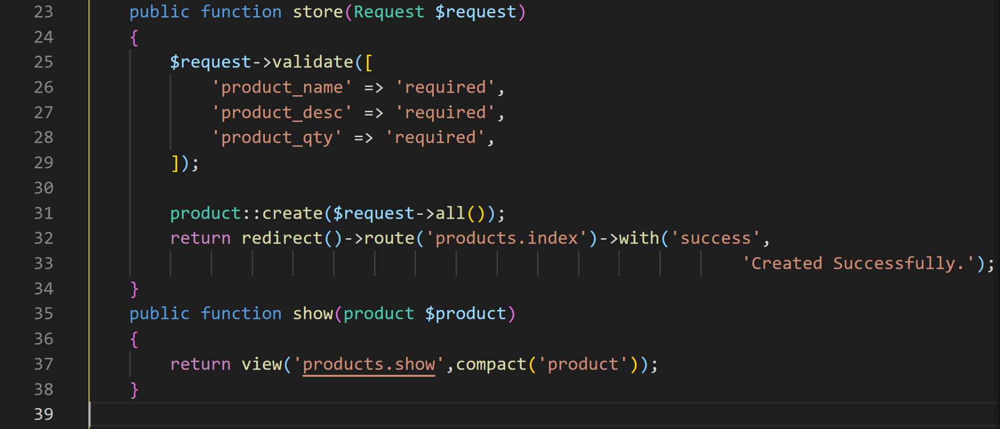 23 public function store(Request $request)
24 {
25 $request->validate([
26 'product_name' => 'required',
27 'product_desc' => 'required',
28 'product_qty' => 'required',
29 ]);
30
31 product::create($request->all());
32 return redirect()->route('products.index')->with('success',
33 'Created Successfully.');
34 }
35 public function show(product $product)
36 {
37 return view('products.show',compact('product'));
38 }
39